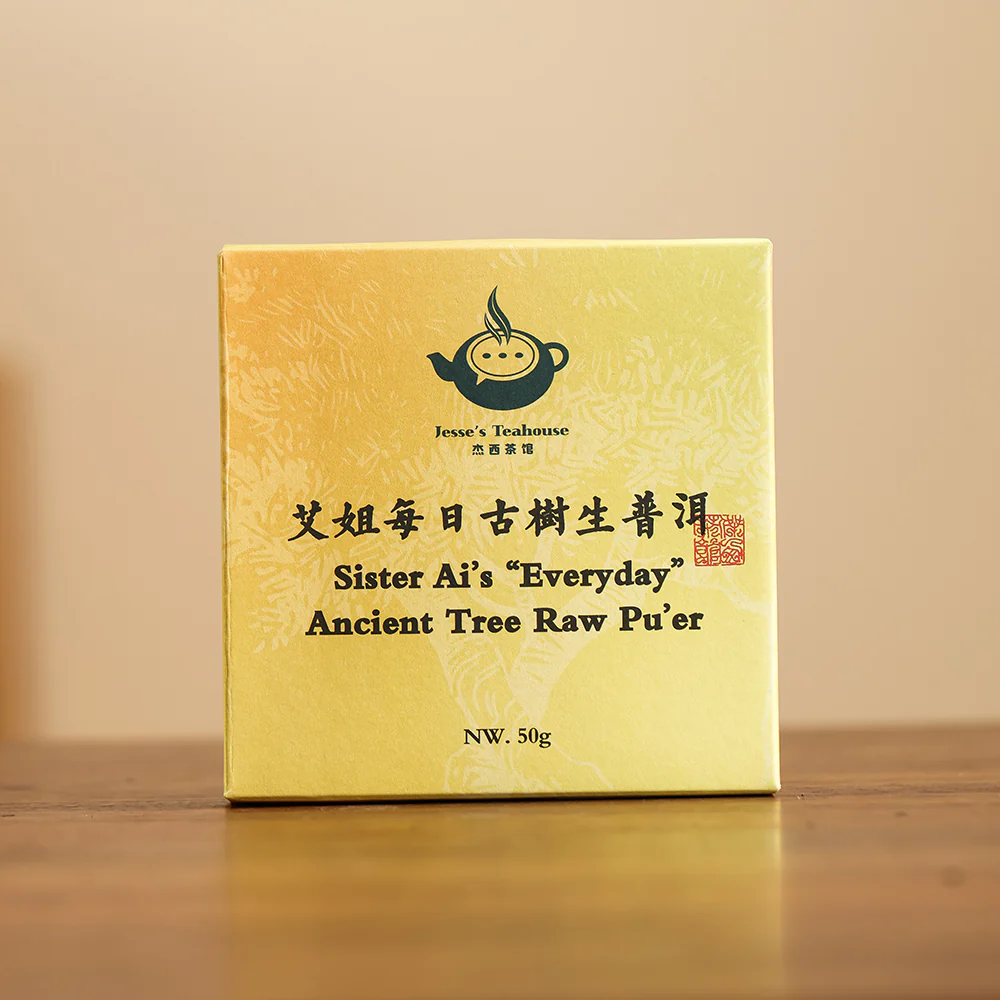 Jesse's Teahouse
杰西茶馆
艾姐每日古樹生普洱
Sister Ai's “Everyday”
Ancient Tree Raw Pu'er
NW. 50g